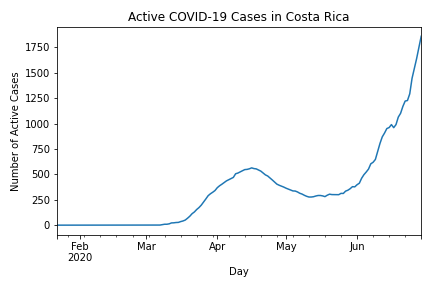 Active COVID-19 Cases in Costa Rica
Number of Active Cases
1750
1500
1250
1000
750
500
250
0
Feb Mar Apr May Jun
2020
Day